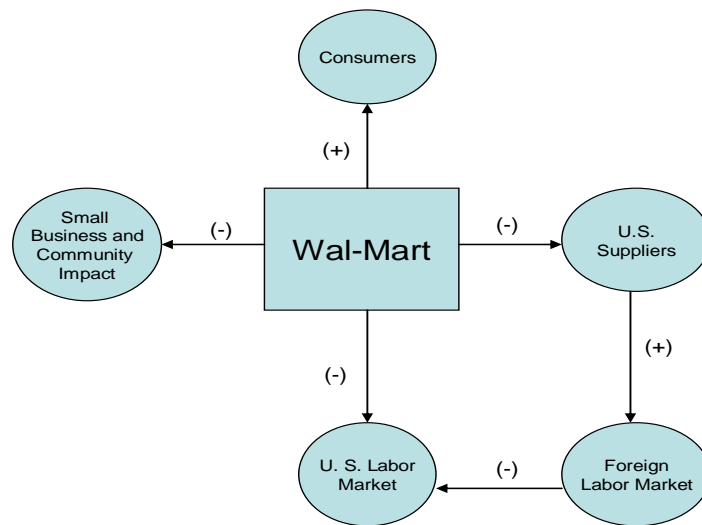 Consumers
(+)
Small
Business and
Community
Impact
(-)
Wal-Mart
(-)
U.S.
Suppliers
(-)
(+)
U. S. Labor
Market
(-)
Foreign
Labor Market